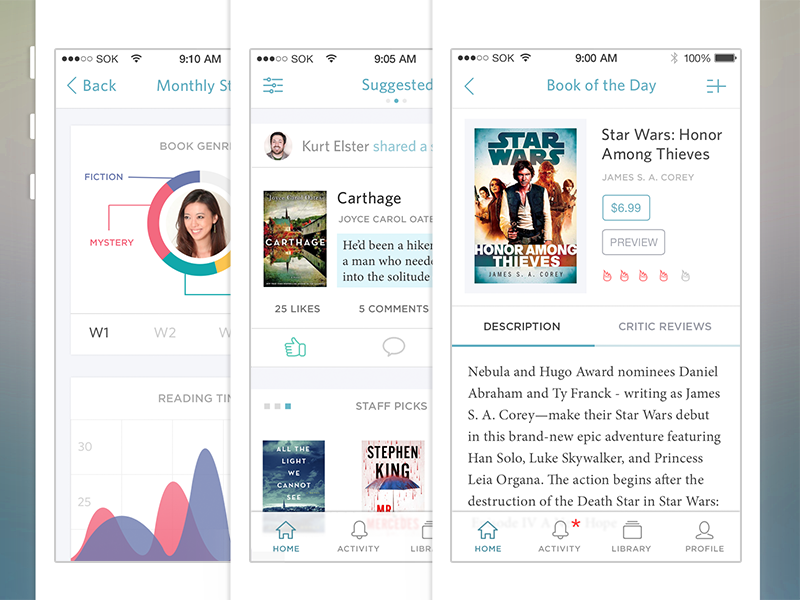 SOK
9:10 AM
Back
Monthly St
BOOK GENR
FICTION
MYSTERY
W1
W2
W
READING TIM
30
25
SOK
9:05 AM
Suggested
Kurt Elster shared a s
Joyce Carol Oates
CARTHAGE
Carthage
JOYCE CAROL OATE
He'd been a hiker
a man who neede
into the solitude
25 LIKES
5 COMMENTS
STAFF PICKS
ALL THE
LIGHT
WE
CANNOT
SEE
STEPHEN
KING
MR.
MERCEDES
HOME
ACTIVITY
LIBR
SOK
9:00 AM
100%
Book of the Day
STAR
WARS
HONOR AMONG
THIEVES
JAMES S. A. COREY
Star Wars: Honor
Among Thieves
JAMES S. A. COREY
$6.99
PREVIEW
DESCRIPTION
CRITIC REVIEWS
Nebula and Hugo Award nominees Daniel
Abraham and Ty Franck - writing as James
S. A. Corey—make their Star Wars debut
in this brand-new epic adventure featuring
Han Solo, Luke Skywalker, and Princess
Leia Organa. The action begins after the
destruction of the Death Star in Star Wars:
Episode IV A New Hope.
HOME
ACTIVITY
LIBRARY
PROFILE